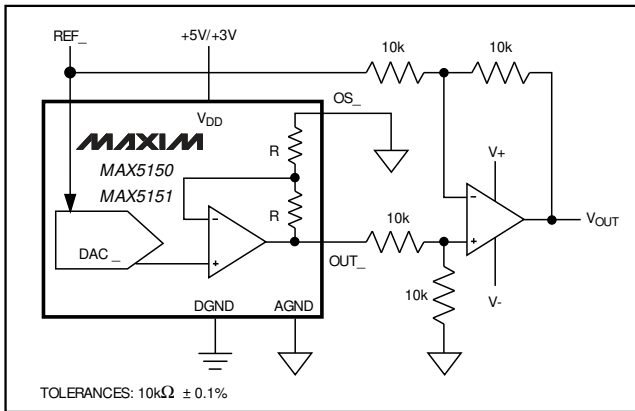 REF_
+5V/+3V
10k
10k
OS_
VDD
MAXIM
R
MAX5150
MAX5151
V+
R
−
−
10k
VOUT
DAC _
+
+
OUT_
10k
DGND
AGND
V-
TOLERANCES: 10kΩ ± 0.1%